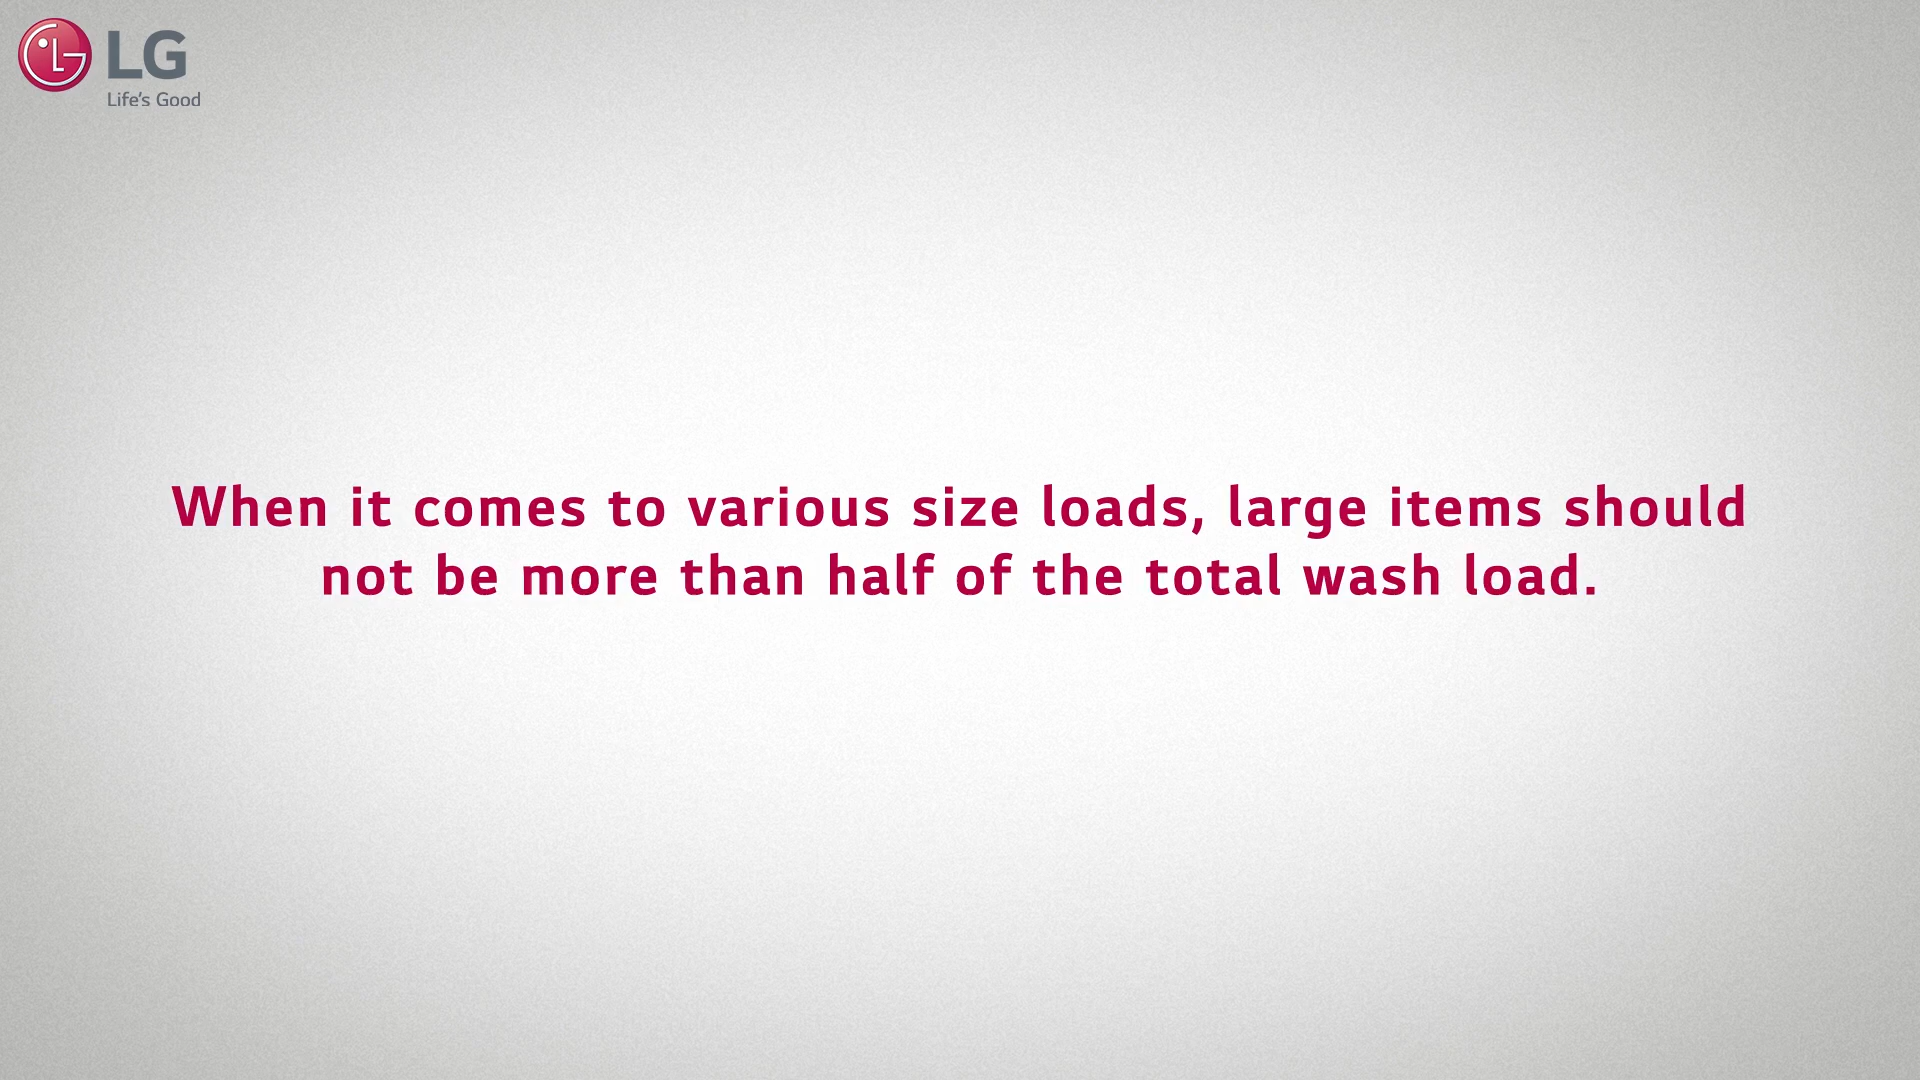 LG
Life's Good
When it comes to various size loads, large items should
not be more than half of the total wash load.